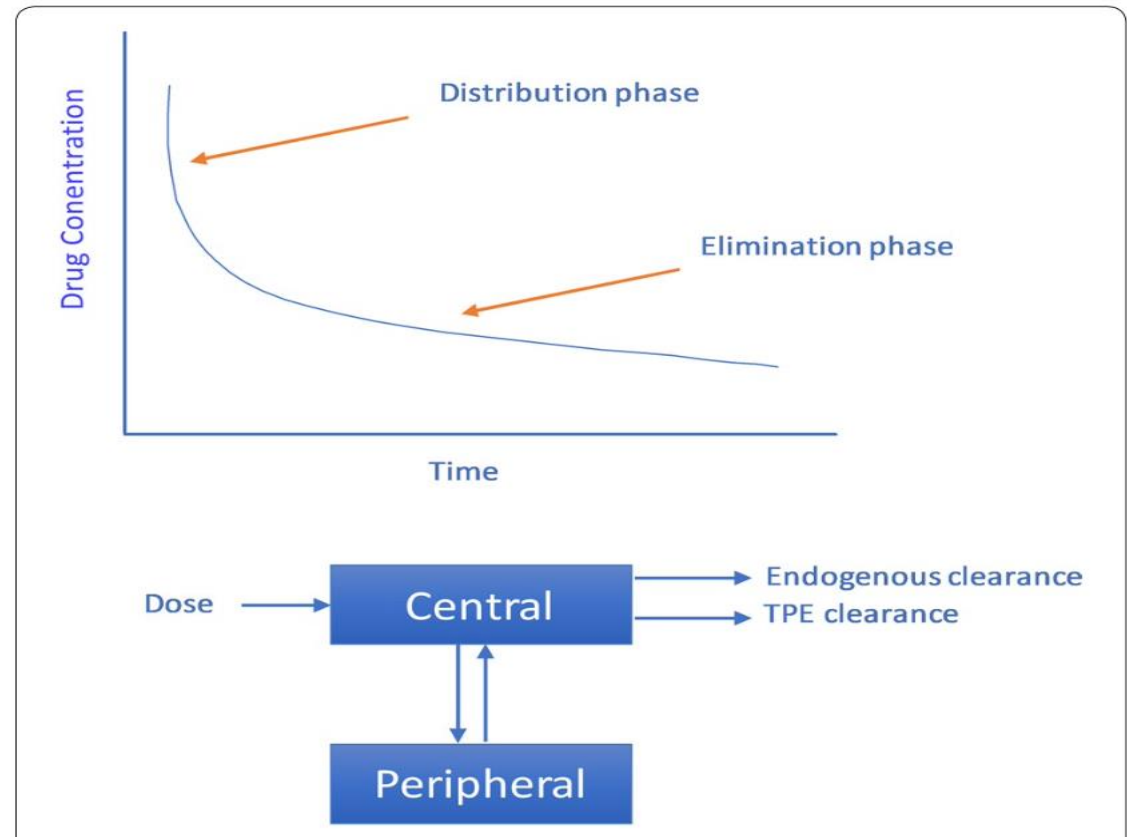 Distribution phase
Elimination phase
Drug Conentration
Time
Dose
Central
Endogenous clearance
TPE clearance
Peripheral